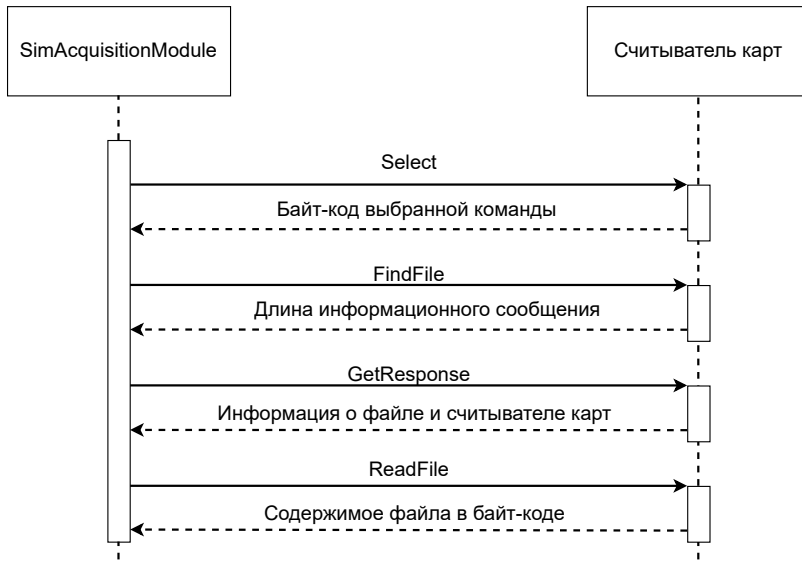 SimAcquisitionModule
Считыватель карт
Select
Байт-код выбранной команды
FindFile
Длина информационного сообщения
GetResponse
Информация о файле и считывателе карт
ReadFile
Содержимое файла в байт-коде